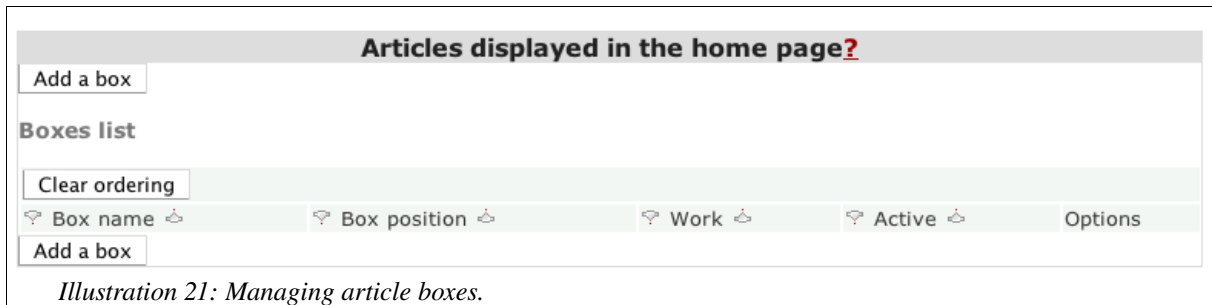 Articles displayed in the home page?
Add a box
Boxes list
Clear ordering
Box name Box position Work Active Options
Add a box
Illustration 21: Managing article boxes.